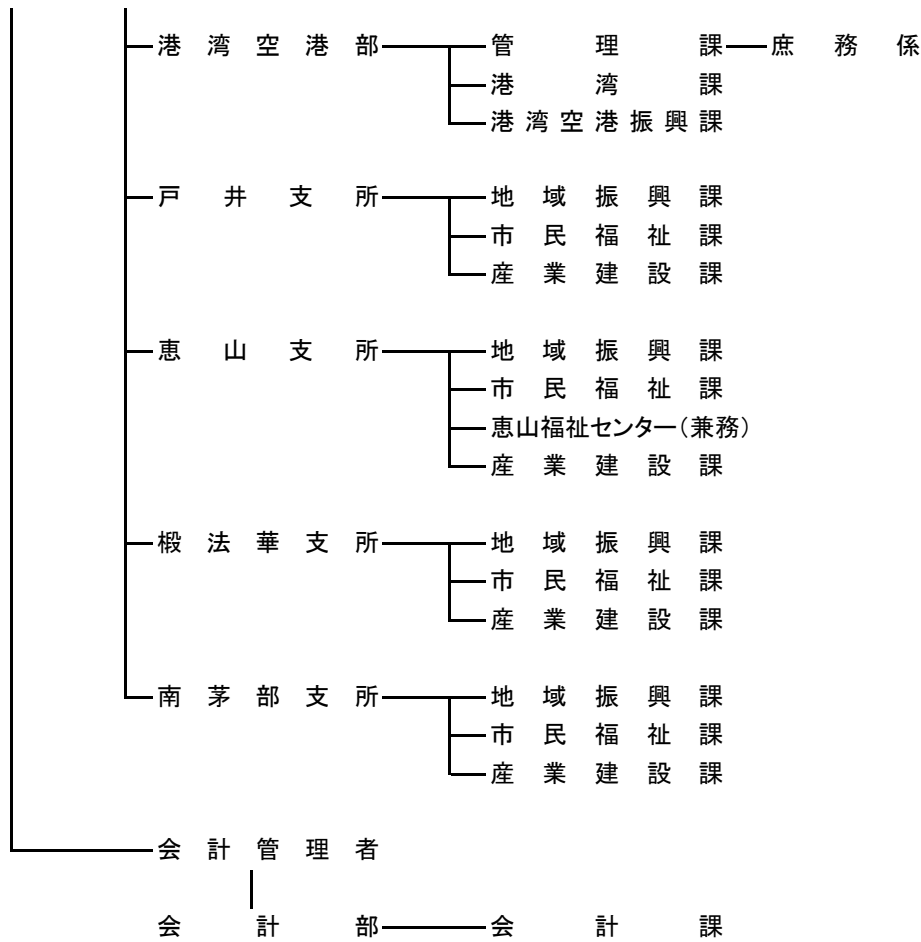 港湾空港部 管理課 庶務係
港湾課
港湾空港振興課
戸井支所 地域振興課
市民福祉課
産業建設課
恵山支所 地域振興課
市民福祉課
恵山福祉センター（兼務）
産業建設課
椴法華支所 地域振興課
市民福祉課
産業建設課
南茅部支所 地域振興課
市民福祉課
産業建設課
会計管理者
会計部 会計課